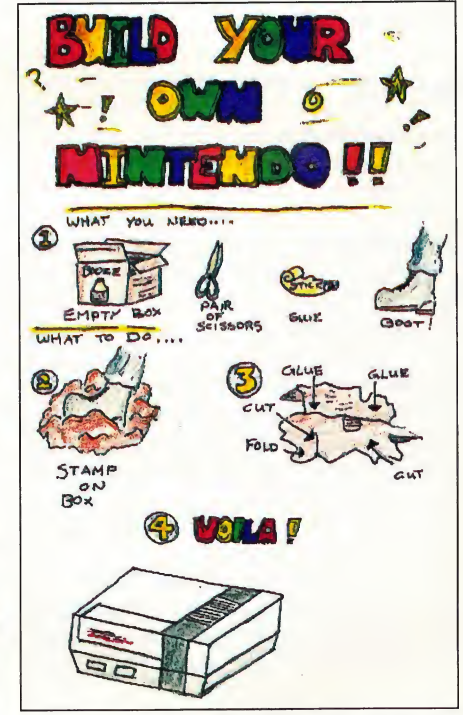 BUILD YOUR
OWN
NINTENDO!!
WHAT YOU NEED....
1
BOOZE
EMPTY BOX
PAIR
OF
SCISSORS
GLUE
BOOT!
WHAT TO DO....
2
STAMP
ON
BOX
3
GLUE GLUE
CUT
FOLD
CUT
4 VOILA!